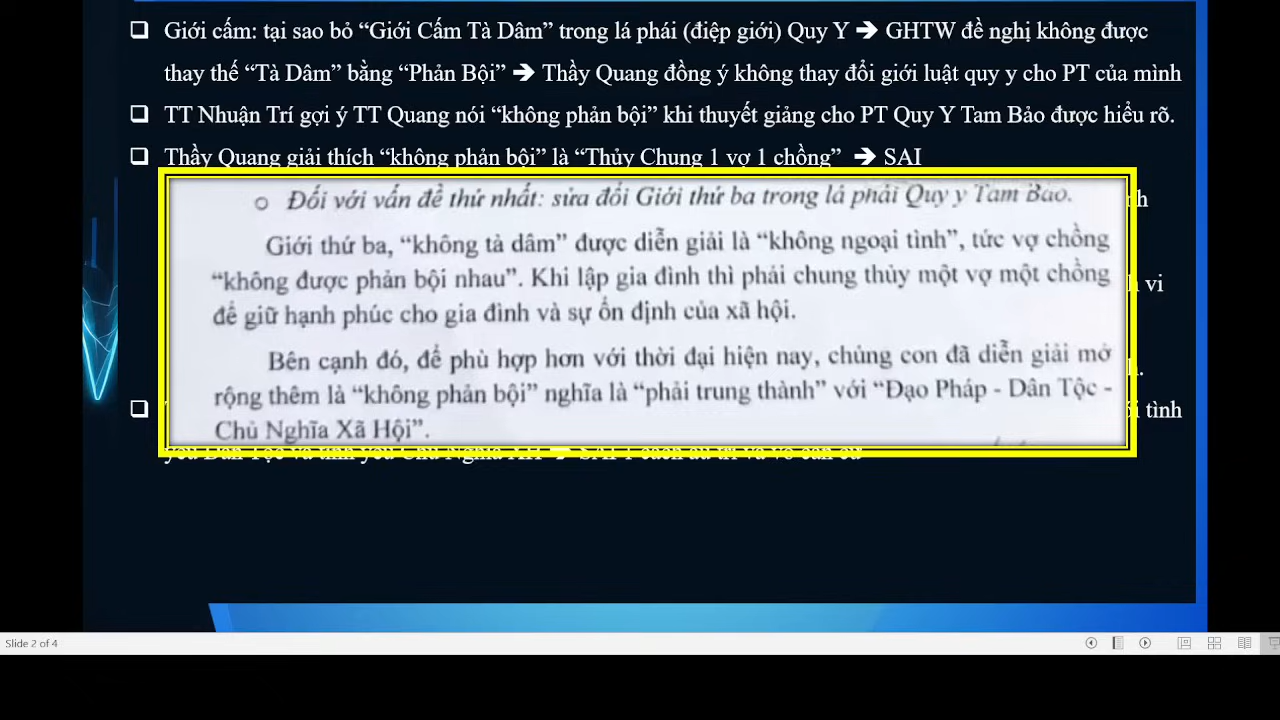 ❑ Giới cấm: tại sao bỏ “Giới Cấm Tà Dâm” trong lá phái (điệp giới) Quy Y ➔ GHTW đề nghị không được
thay thế “Tà Dâm” bằng “Phản Bội” ➔ Thầy Quang đồng ý không thay đổi giới luật quy y cho PT của mình
❑ TT Nhuận Trí gợi ý TT Quang nói “không phản bội” khi thuyết giảng cho PT Quy Y Tam Bảo được hiểu rõ.
❑ Thầy Quang giải thích “không phản bội” là “Thủy Chung 1 vợ 1 chồng” ➔ SAI
o Đối với vấn đề thứ nhất: sửa đổi Giới thứ ba trong lá phái Quy y Tam Bảo.
Giới thứ ba, “không tà dâm” được diễn giải là “không ngoại tình”, tức vợ chồng
“không được phản bội nhau”. Khi lập gia đình thì phải chung thủy một vợ một chồng
để giữ hạnh phúc cho gia đình và sự ổn định của xã hội.
Bên cạnh đó, để phù hợp hơn với thời đại hiện nay, chúng con đã diễn giải mở
rộng thêm là “không phản bội” nghĩa là “phải trung thành” với “Đạo Pháp - Dân Tộc -
Chủ Nghĩa Xã Hội”.
vi
❑ tình
Slide 2 of 4